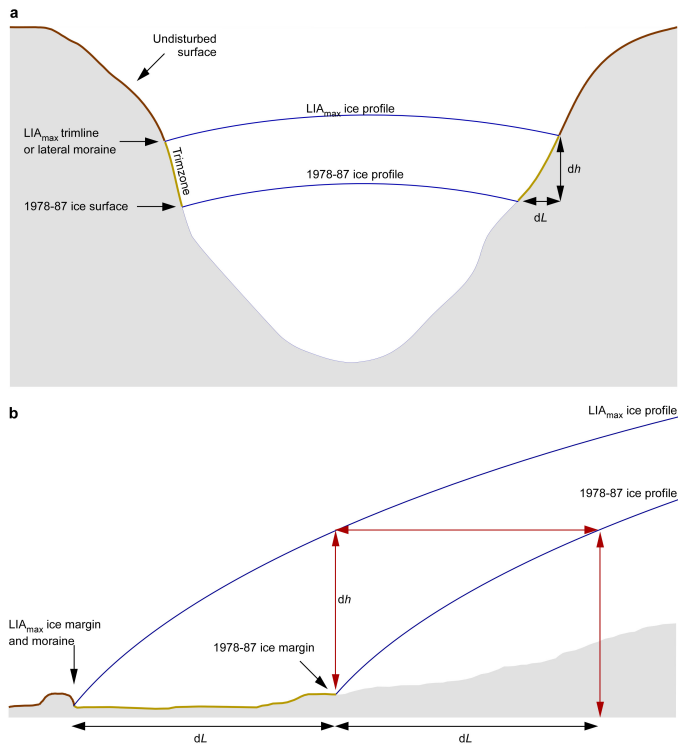 a
Undisturbed
surface
LIAmax ice profile
LIAmax trimline
or lateral moraine
Trimzone
dh
1978-87 ice profile
1978-87 ice surface
dL
b
LIAmax ice profile
1978-87 ice profile
dh
LIAmax ice margin
and moraine
1978-87 ice margin
dL
dL